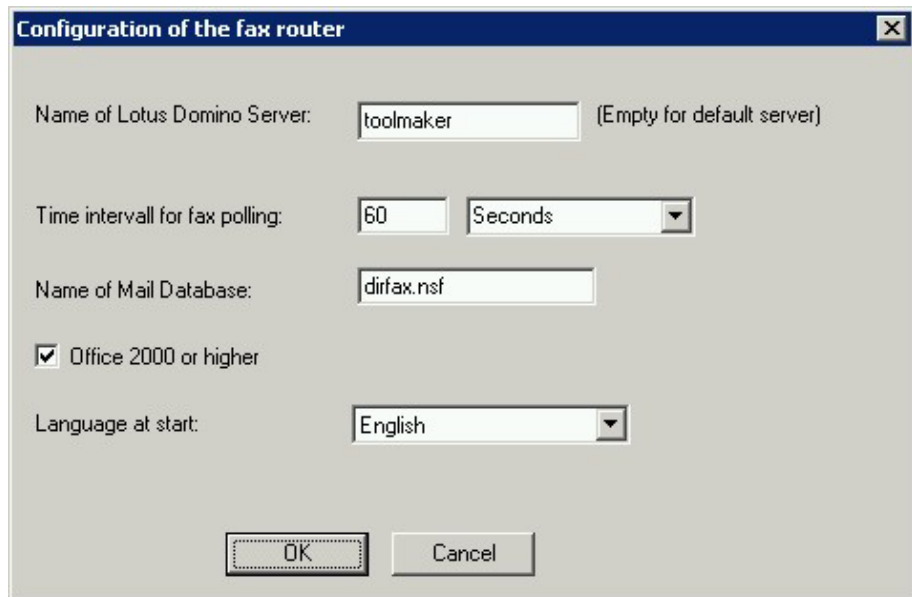 Configuration of the fax router
Name of Lotus Domino Server: toolmaker (Empty for default server)
Time intervall for fax polling: 60 Seconds
Name of Mail Database: dirfax.nsf
Office 2000 or higher
Language at start: English
OK Cancel